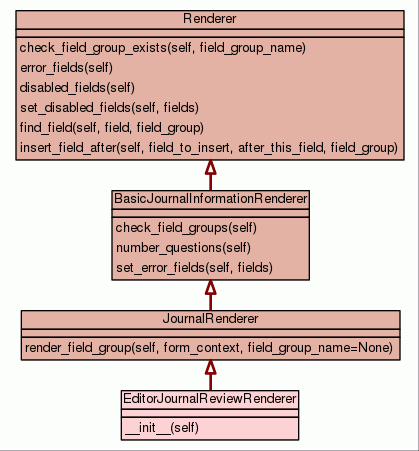 Renderer
check_field_group_exists(self, field_group_name)
error_fields(self)
disabled_fields(self)
set_disabled_fields(self, fields)
find_field(self, field, field_group)
insert_field_after(self, field_to_insert, after_this_field, field_group)
BasicJournalInformationRenderer
check_field_groups(self)
number_questions(self)
set_error_fields(self, fields)
JournalRenderer
render_field_group(self, form_context, field_group_name=None)
EditorJournalReviewRenderer
__init__(self)